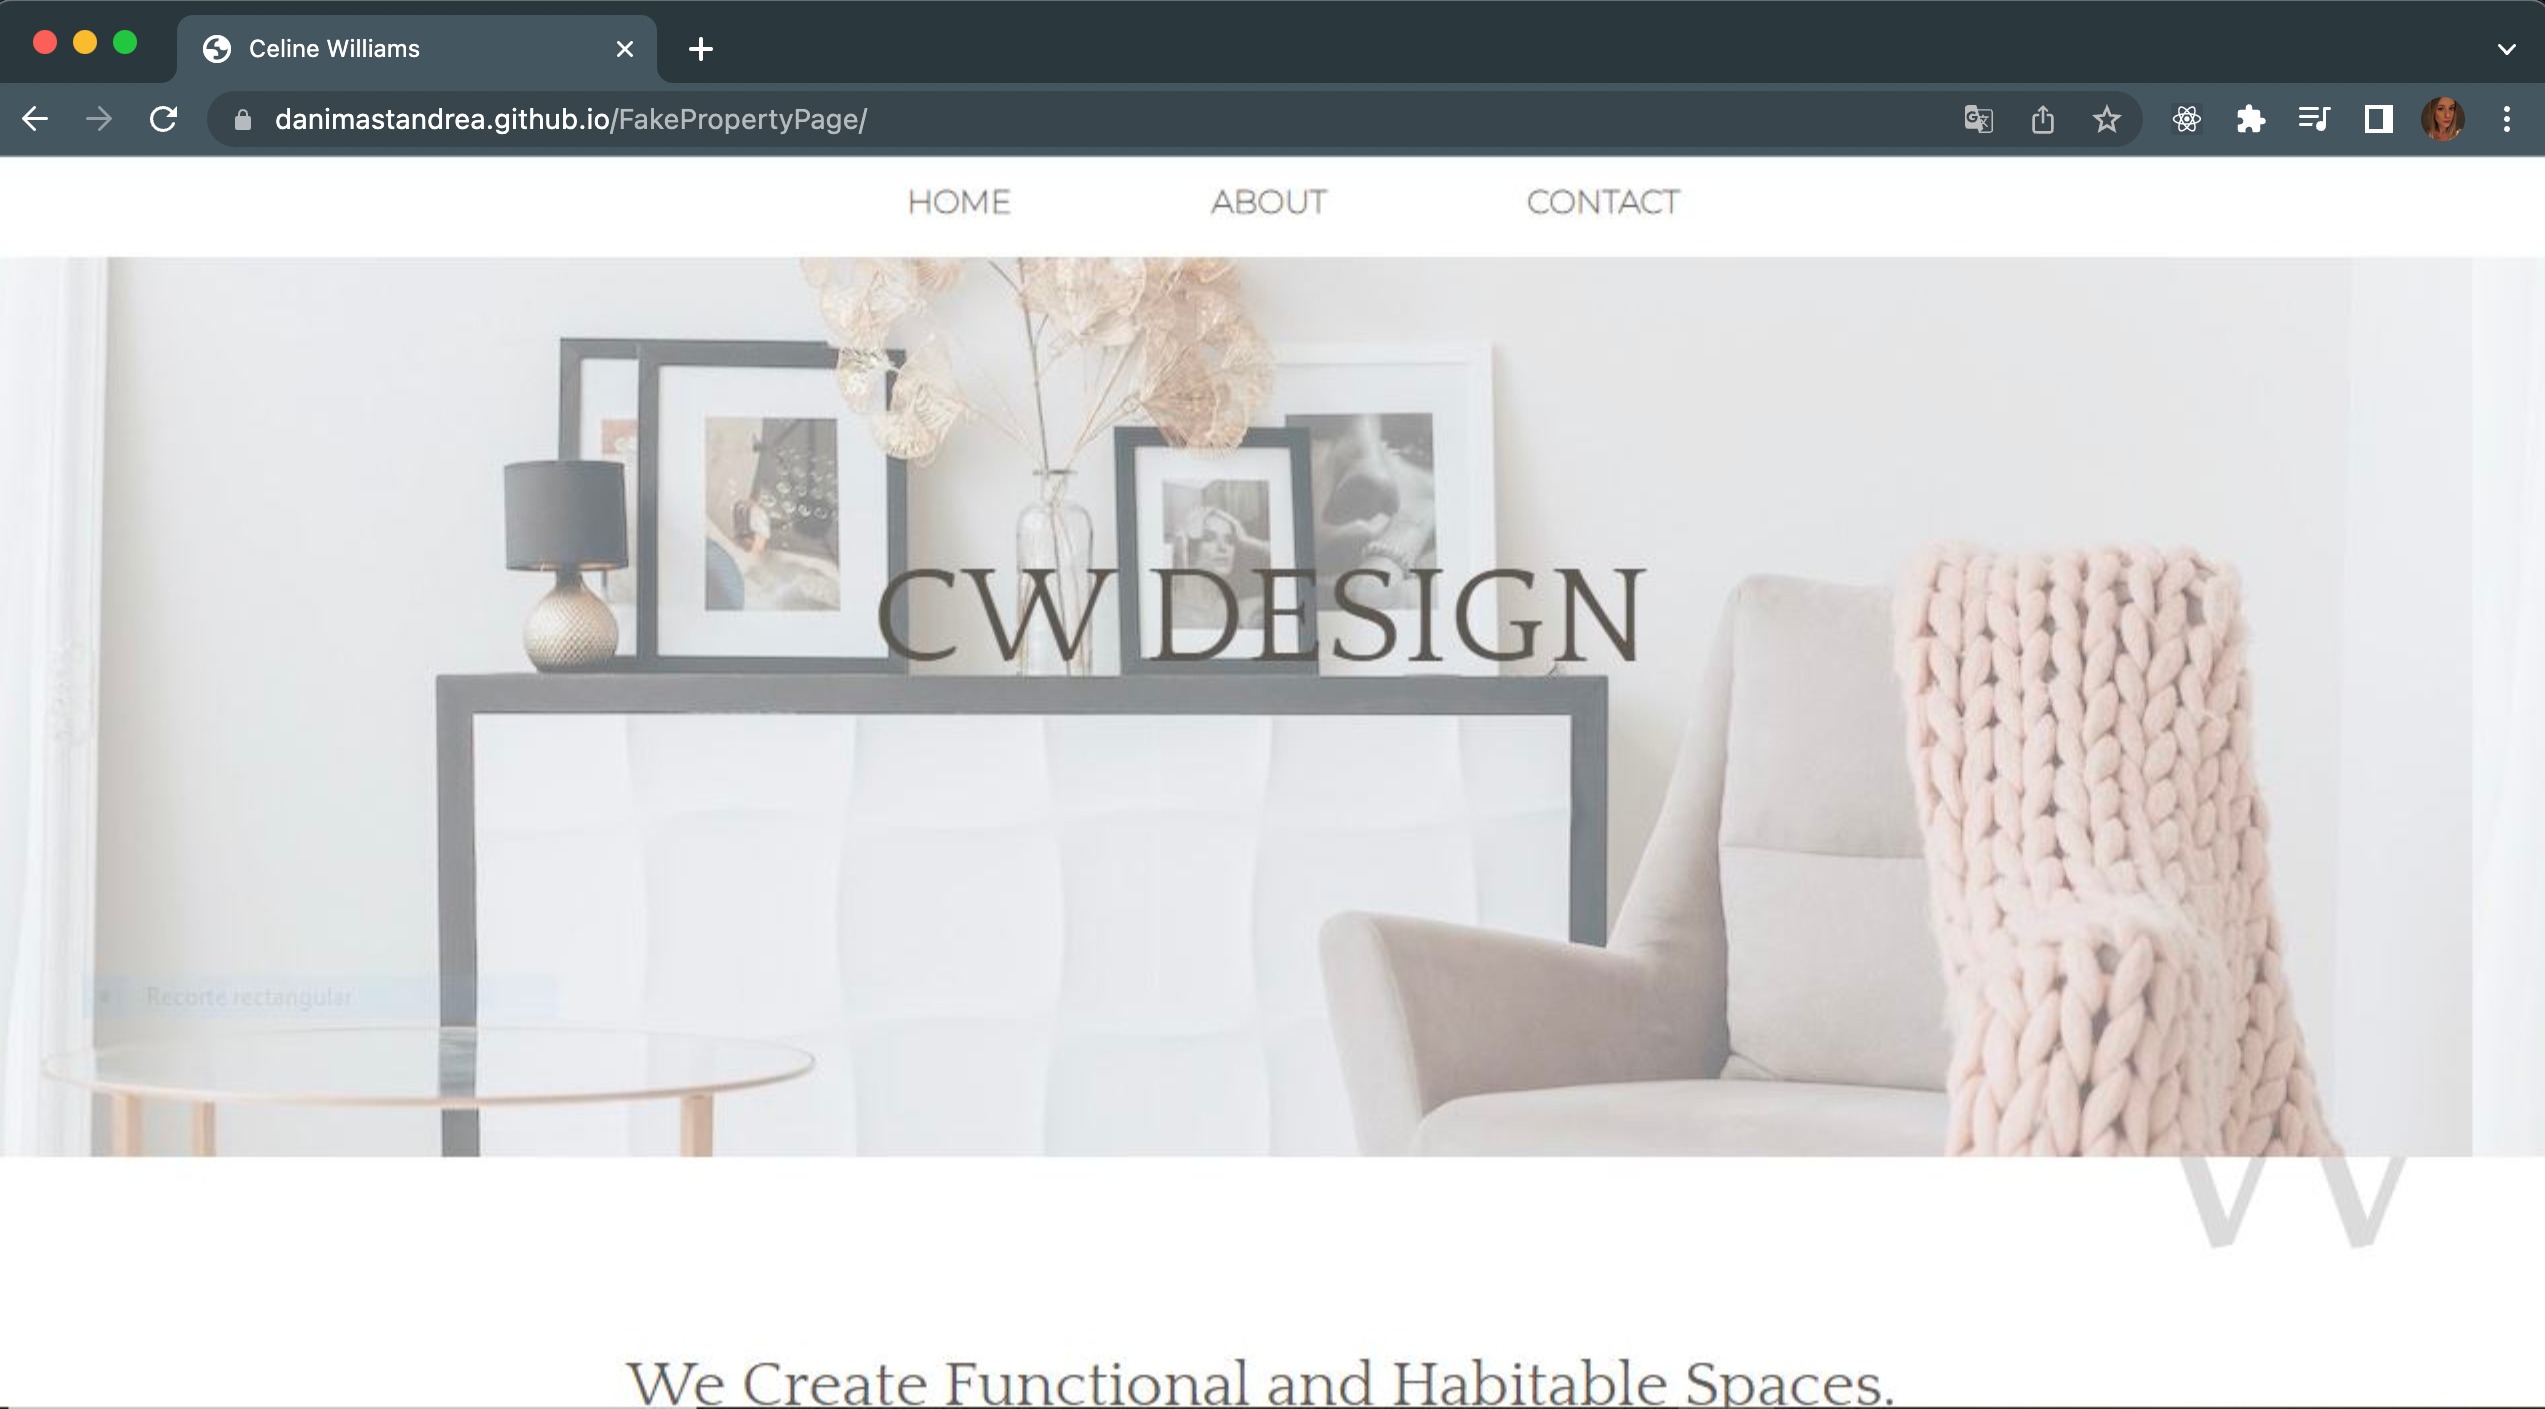 Celine Williams
danimastandrea.github.io/FakePropertyPage/
HOME ABOUT CONTACT
CW DESIGN
Recorte rectangular
W
We Create Functional and Habitable Spaces.